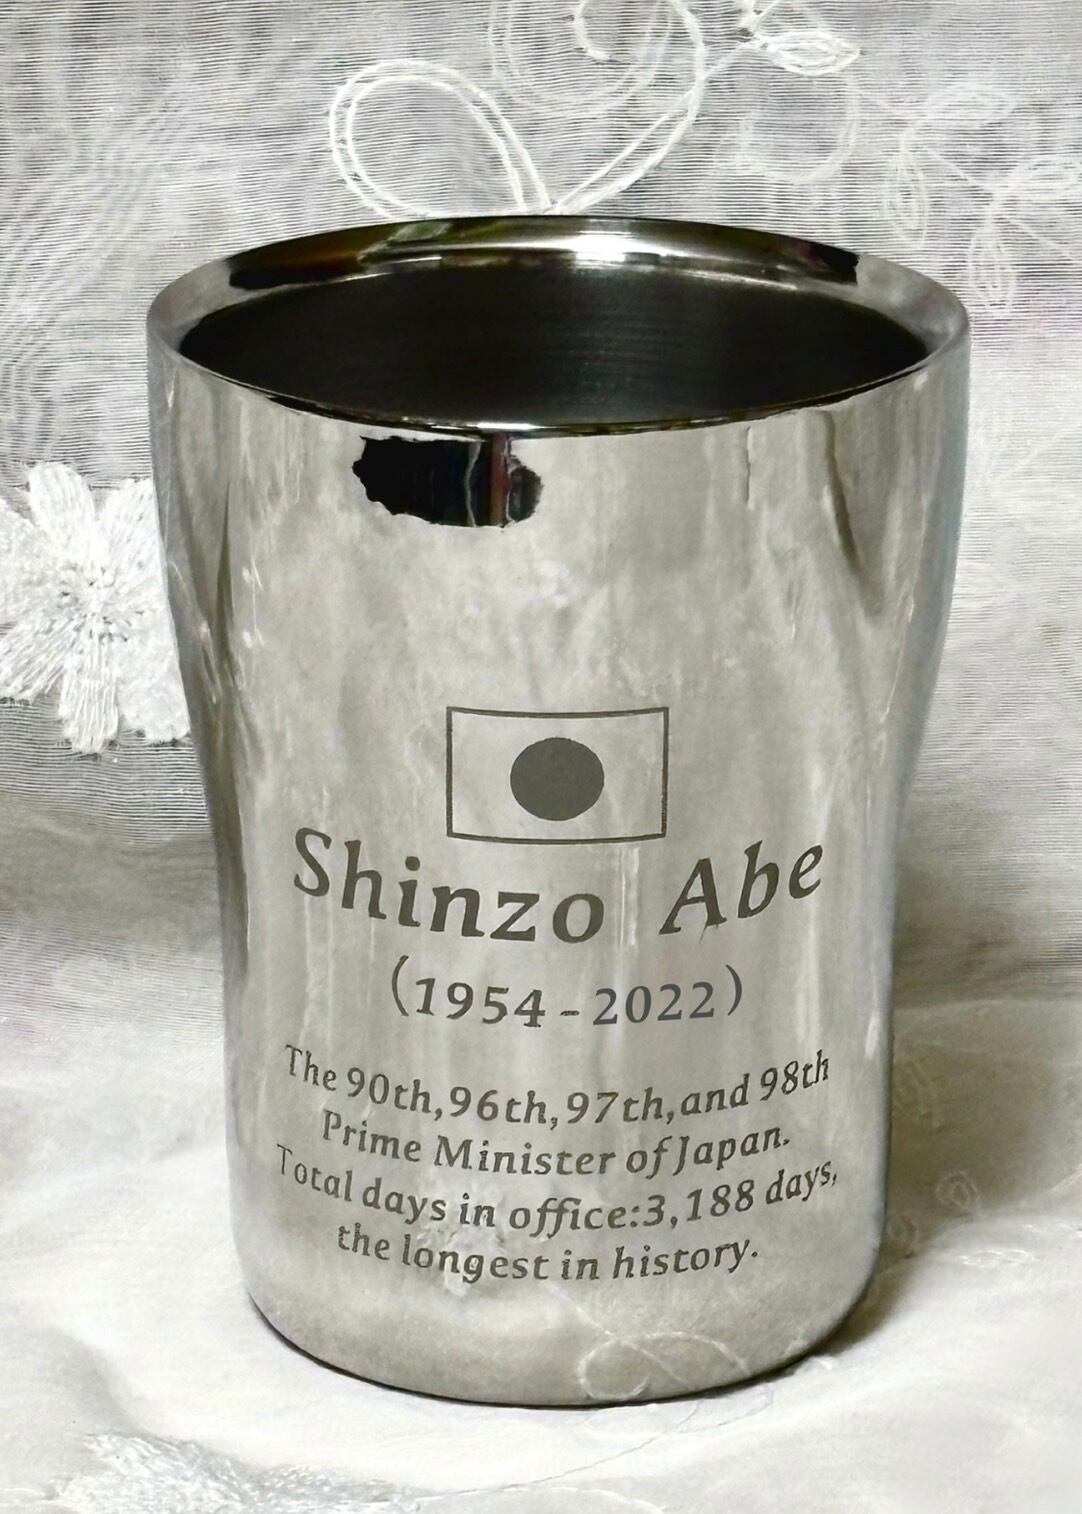 Shinzo Abe
(1954-2022)
The 90th,96th,97th,and 98th
Prime Minister of Japan.
Total days in office:3,188 days,
the longest in history.